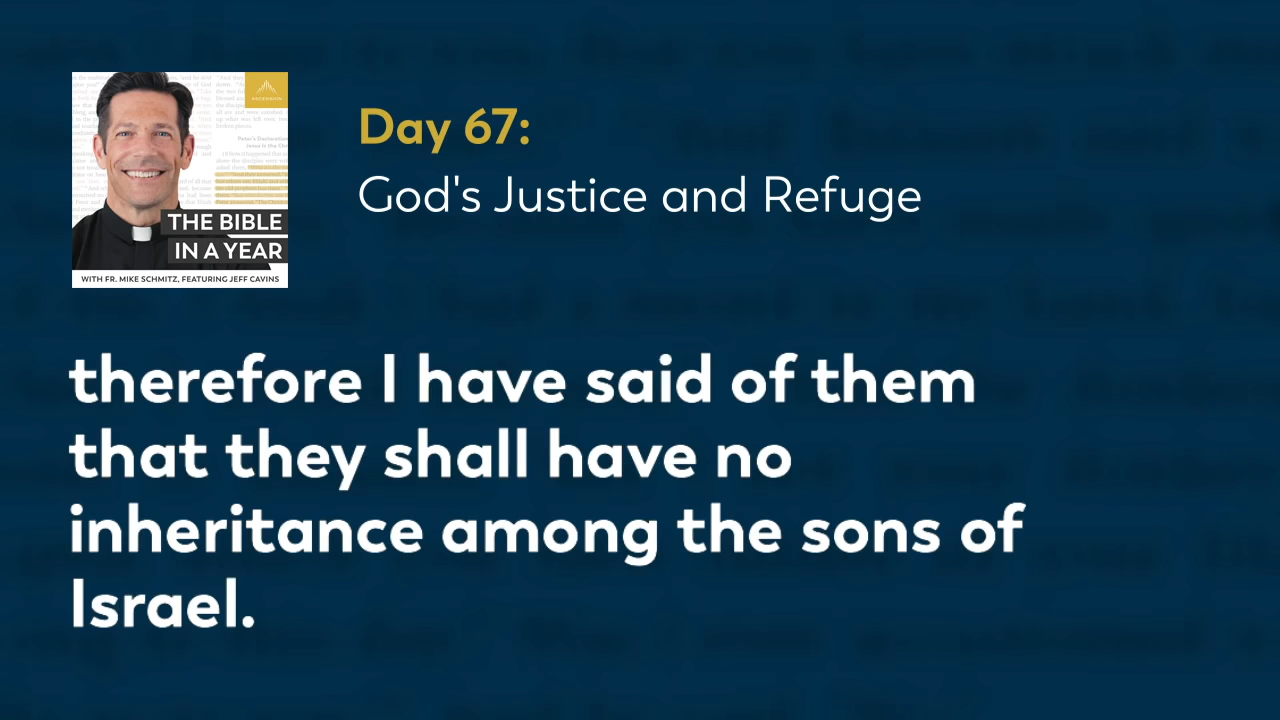 Day 67:
God's Justice and Refuge
ASCENSION
THE BIBLE
IN A YEAR
WITH FR. MIKE SCHMITZ, FEATURING JEFF CAVINS
therefore I have said of them
that they shall have no
inheritance among the sons of
Israel.